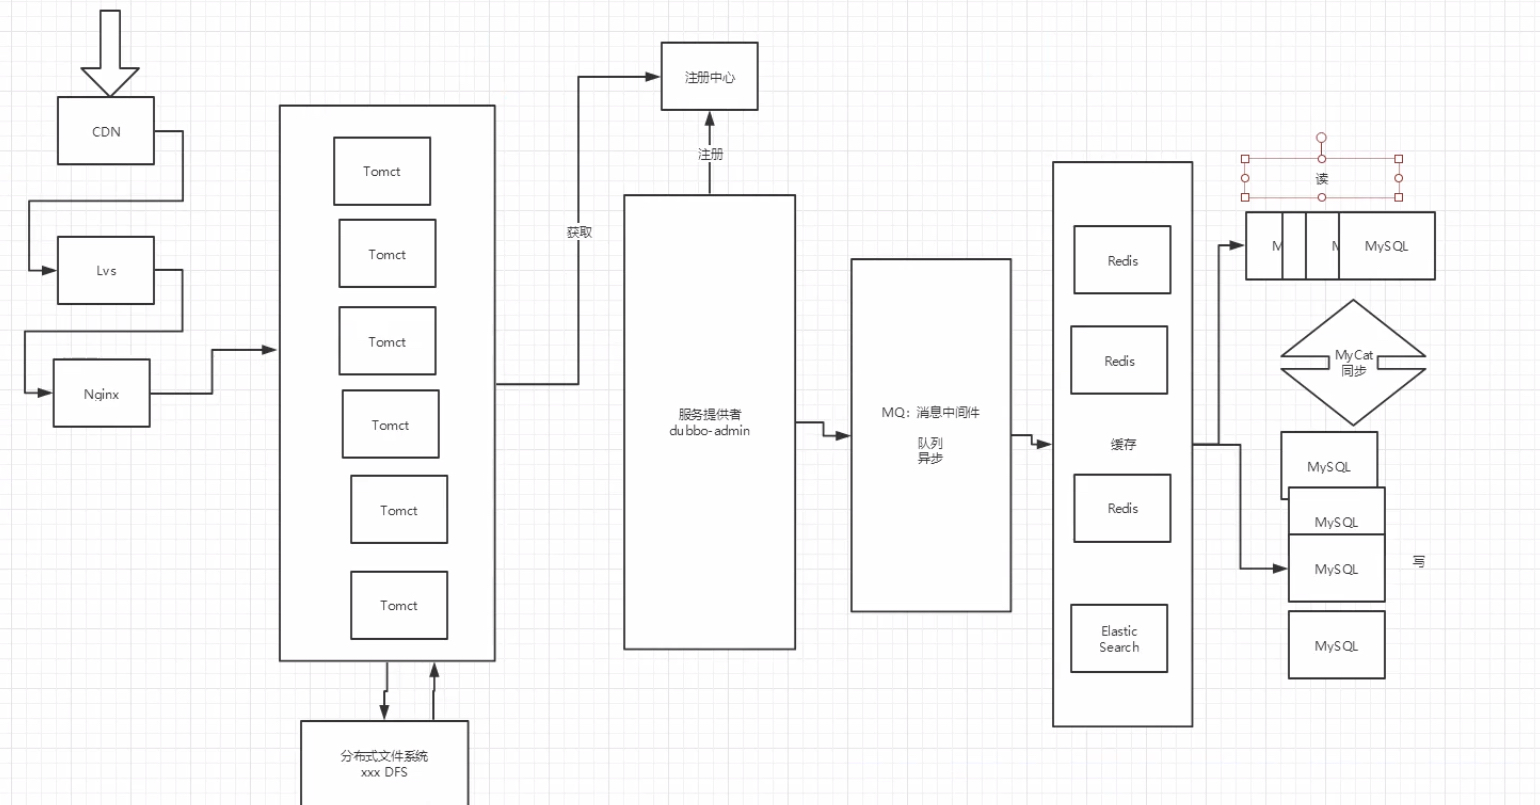 CDN
Lvs
Nginx
Tomct
Tomct
Tomct
Tomct
Tomct
Tomct
分布式文件系统
xxx DFS
获取
注册中心
注册
服务提供者
dubbo-admin
MQ：消息中间件
队列
异步
Redis
Redis
缓存
Redis
Elastic
Search
读
MySQL
MyCat
同步
MySQL
MySQL
MySQL
写
MySQL